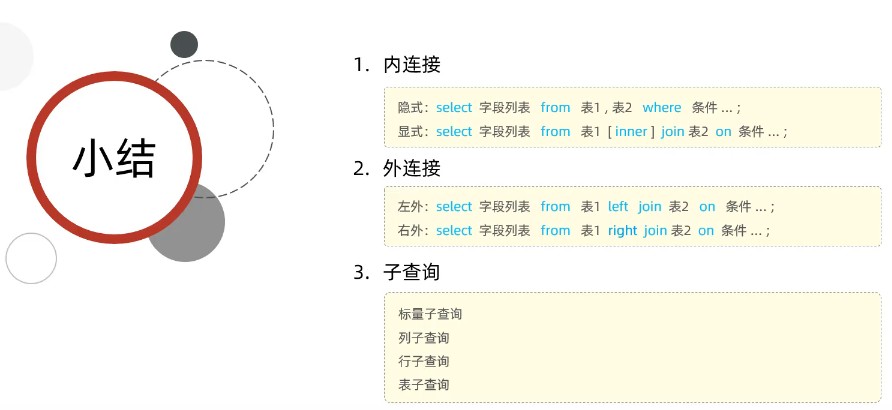 小结
1. 内连接
隐式：select 字段列表 from 表1 , 表2 where 条件 ... ;
显式：select 字段列表 from 表1 [ inner ] join 表2 on 条件 ... ;
2. 外连接
左外：select 字段列表 from 表1 left join 表2 on 条件 ... ;
右外：select 字段列表 from 表1 right join 表2 on 条件 ... ;
3. 子查询
标量子查询
列子查询
行子查询
表子查询